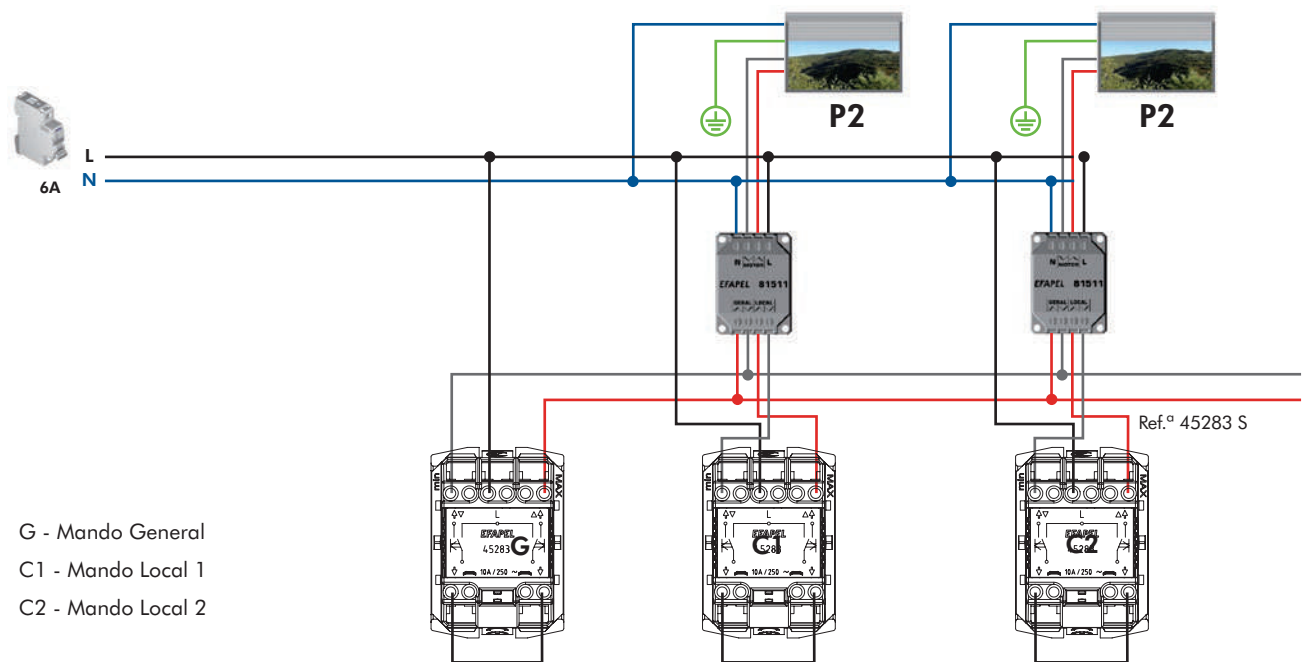 P2
P2
L
N
6A
N MOTOR L
EFAPEL 81511
GERAL LOCAL
N MOTOR L
EFAPEL 81511
GERAL LOCAL
Ref.ª 45283 S
min
MAX
L
EFAPEL
45283
G
10A / 250 ~
min
MAX
L
EFAPEL
C1
10A / 250 ~
min
MAX
L
EFAPEL
C2
10A / 250 ~
G - Mando General
C1 - Mando Local 1
C2 - Mando Local 2